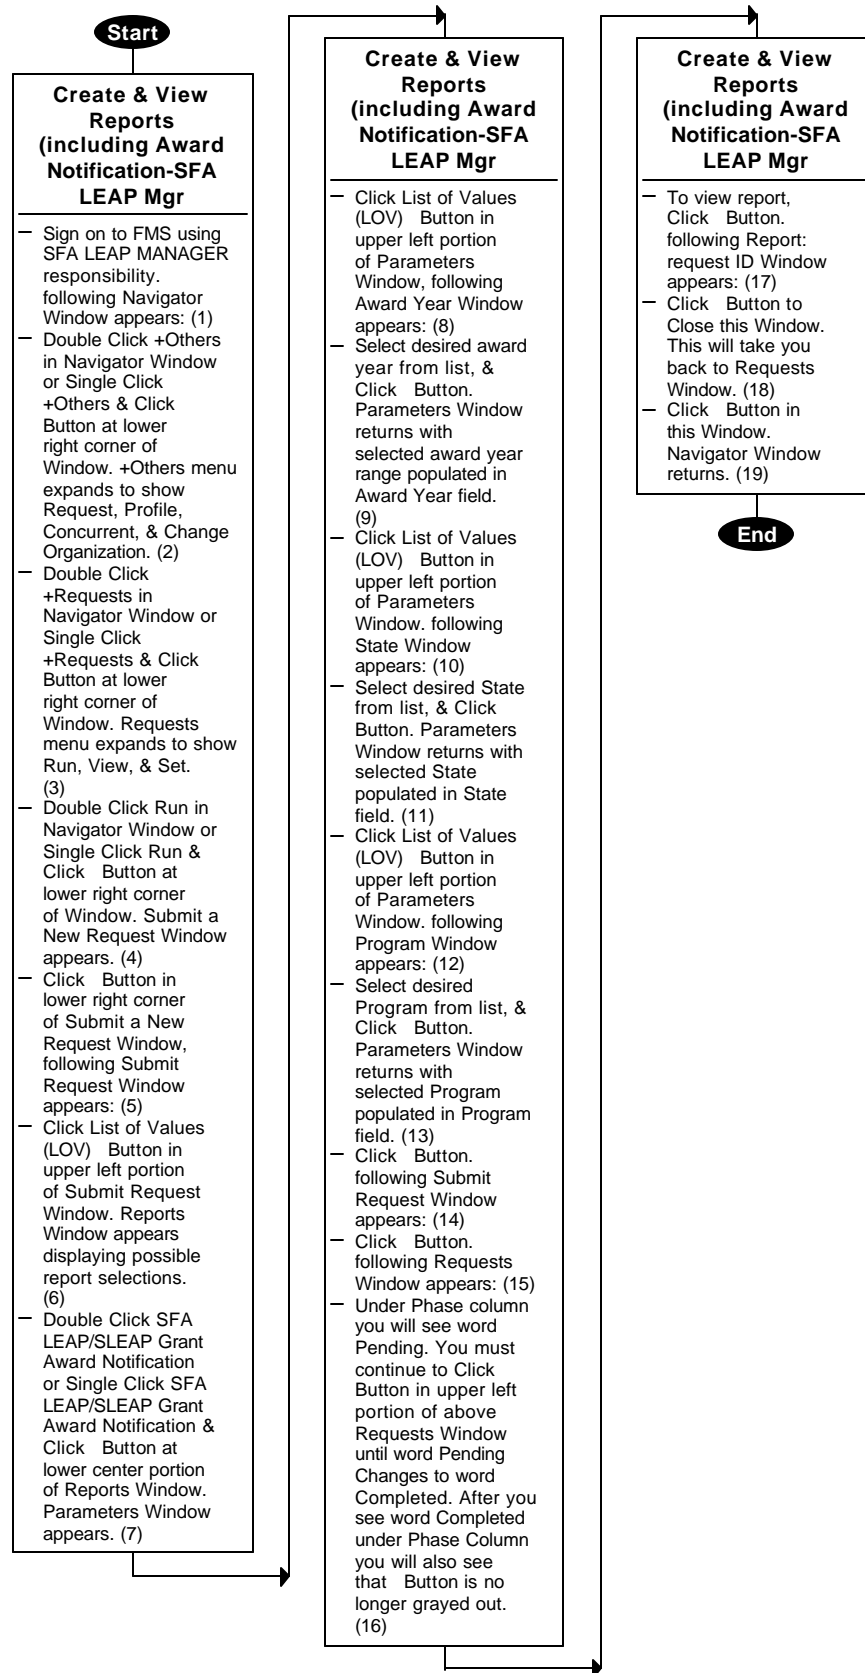 Start
Create & View
Reports
(including Award
Notification-SFA
LEAP Mgr
– Sign on to FMS using
SFA LEAP MANAGER
responsibility.
following Navigator
Window appears: (1)
– Double Click +Others
in Navigator Window
or Single Click
+Others & Click
Button at lower
right corner of
Window. +Others menu
expands to show
Request, Profile,
Concurrent, & Change
Organization. (2)
– Double Click
+Requests in
Navigator Window or
Single Click
+Requests & Click
Button at lower
right corner of
Window. Requests
menu expands to show
Run, View, & Set.
(3)
– Double Click Run in
Navigator Window or
Single Click Run &
Click Button at
lower right corner
of Window. Submit a
New Request Window
appears. (4)
– Click Button in
lower right corner
of Submit a New
Request Window,
following Submit
Request Window
appears: (5)
– Click List of Values
(LOV) Button in
upper left portion
of Submit Request
Window. Reports
Window appears
displaying possible
report selections.
(6)
– Double Click SFA
LEAP/SLEAP Grant
Award Notification
or Single Click SFA
LEAP/SLEAP Grant
Award Notification &
Click Button at
lower center portion
of Reports Window.
Parameters Window
appears. (7)
Create & View
Reports
(including Award
Notification-SFA
LEAP Mgr
– Click List of Values
(LOV) Button in
upper left portion
of Parameters
Window, following
Award Year Window
appears: (8)
– Select desired award
year from list, &
Click Button.
Parameters Window
returns with
selected award year
range populated in
Award Year field.
(9)
– Click List of Values
(LOV) Button in
upper left portion
of Parameters
Window. following
State Window
appears: (10)
– Select desired State
from list, & Click
Button. Parameters
Window returns with
selected State
populated in State
field. (11)
– Click List of Values
(LOV) Button in
upper left portion
of Parameters
Window. following
Program Window
appears: (12)
– Select desired
Program from list, &
Click Button.
Parameters Window
returns with
selected Program
populated in Program
field. (13)
– Click Button.
following Submit
Request Window
appears: (14)
– Click Button.
following Requests
Window appears: (15)
– Under Phase column
you will see word
Pending. You must
continue to Click
Button in upper left
portion of above
Requests Window
until word Pending
Changes to word
Completed. After you
see word Completed
under Phase Column
you will also see
that Button is no
longer grayed out.
(16)
Create & View
Reports
(including Award
Notification-SFA
LEAP Mgr
– To view report,
Click Button.
following Report:
request ID Window
appears: (17)
– Click Button to
Close this Window.
This will take you
back to Requests
Window. (18)
– Click Button in
this Window.
Navigator Window
returns. (19)
End